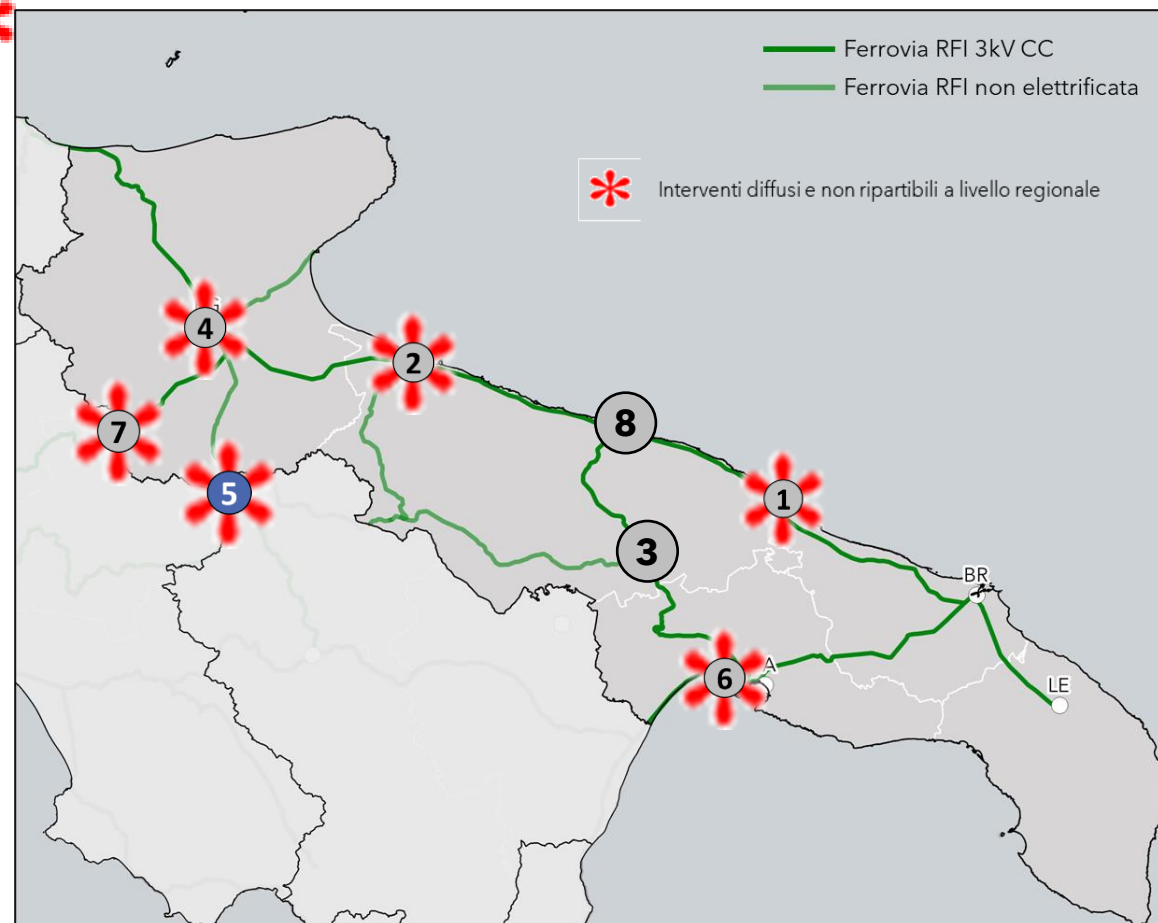 Ferrovia RFI 3kV CC
Ferrovia RFI non elettrificata
Interventi diffusi e non ripartibili a livello regionale
4
2
8
7
5
1
3
BR
6
A
LE